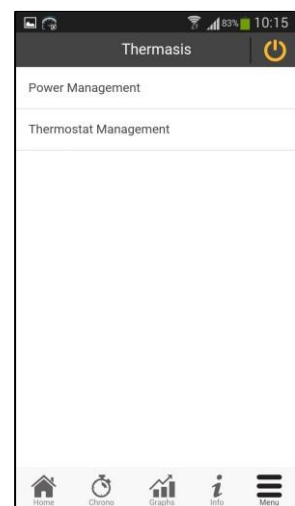 83% 10:15
Thermasis
Power Management
Thermostat Management
Home Chrono Graphs Info Menu